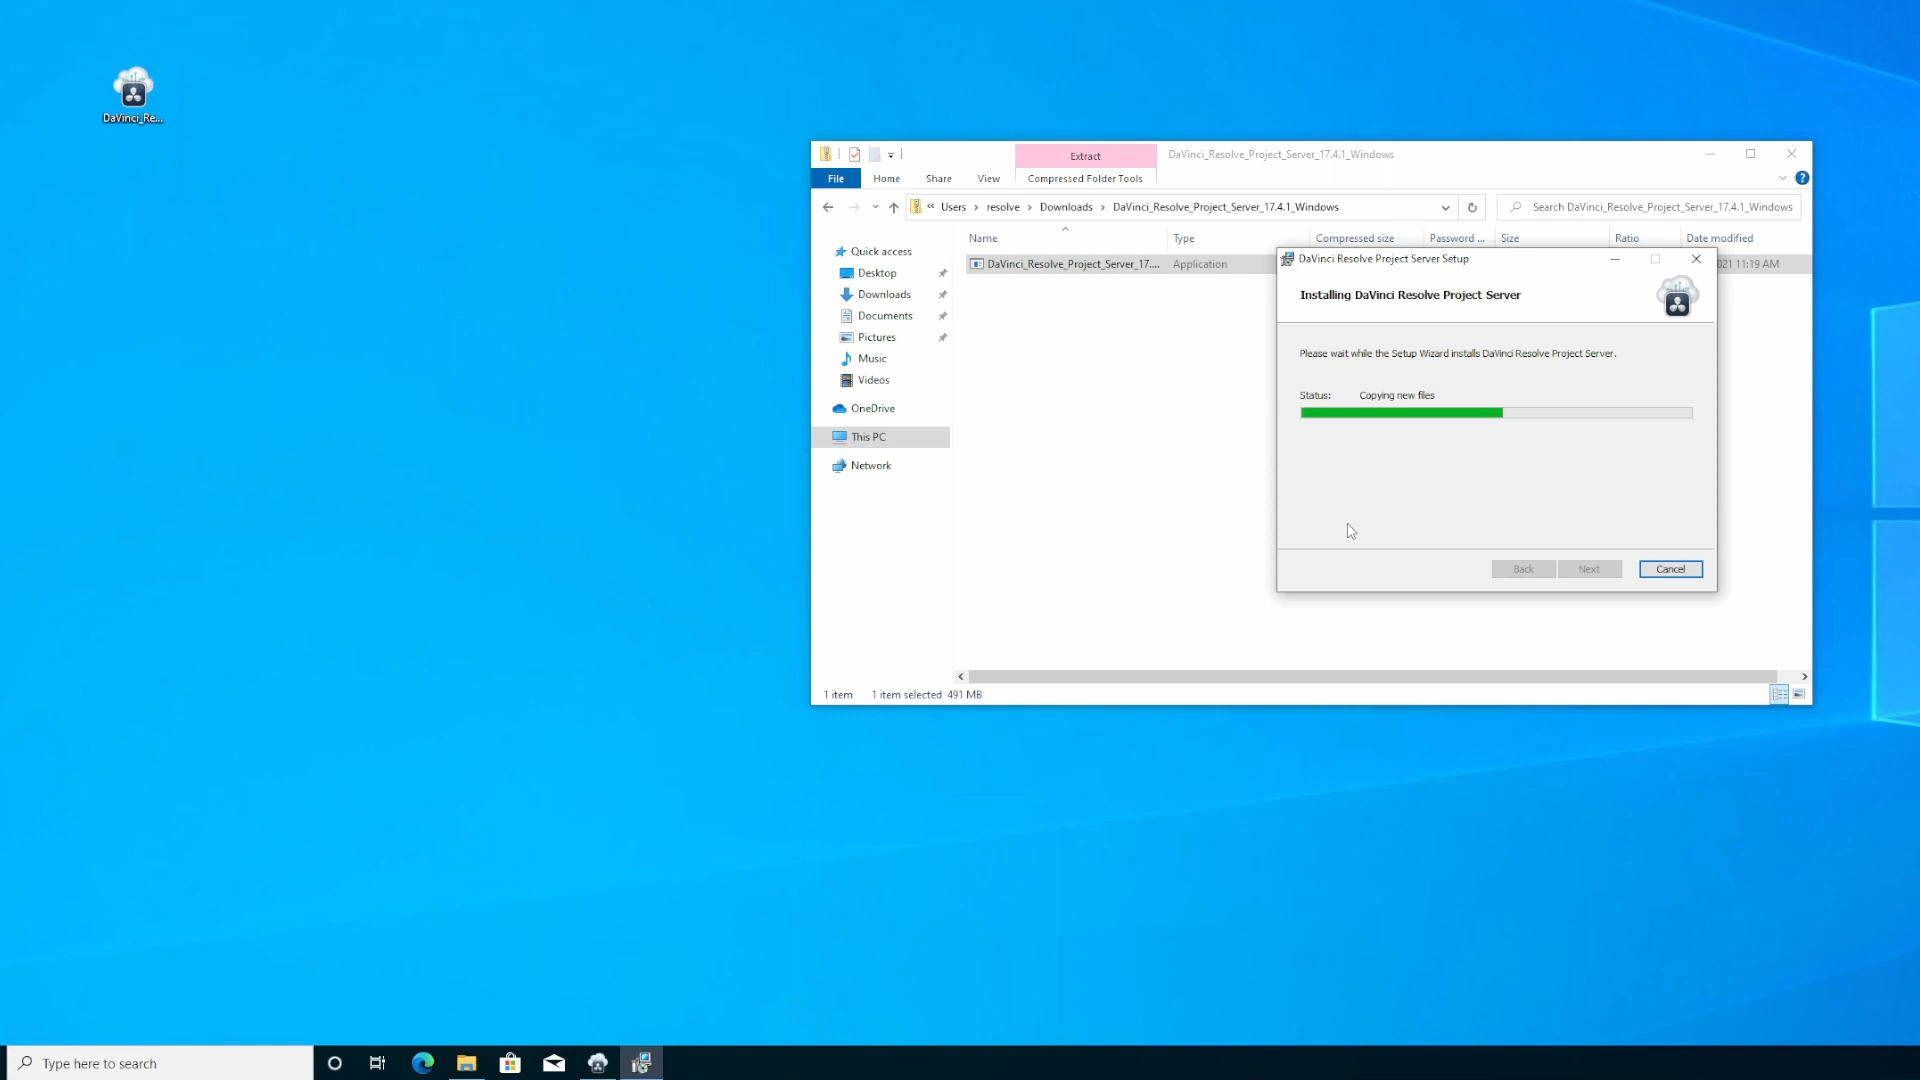 DaVinci_Re...
Extract
DaVinci_Resolve_Project_Server_17.4.1_Windows
File
Home
Share
View
Compressed Folder Tools
« Users › resolve › Downloads › DaVinci_Resolve_Project_Server_17.4.1_Windows
Search DaVinci_Resolve_Project_Server_17.4.1_Windows
Name
Type
Compressed size
Password ...
Size
Ratio
Date modified
DaVinci_Resolve_Project_Server_17....
Application
021 11:19 AM
Quick access
Desktop
Downloads
Documents
Pictures
Music
Videos
OneDrive
This PC
Network
DaVinci Resolve Project Server Setup
Installing DaVinci Resolve Project Server
Please wait while the Setup Wizard installs DaVinci Resolve Project Server.
Status:
Copying new files
Back
Next
Cancel
1 item
1 item selected 491 MB
Type here to search